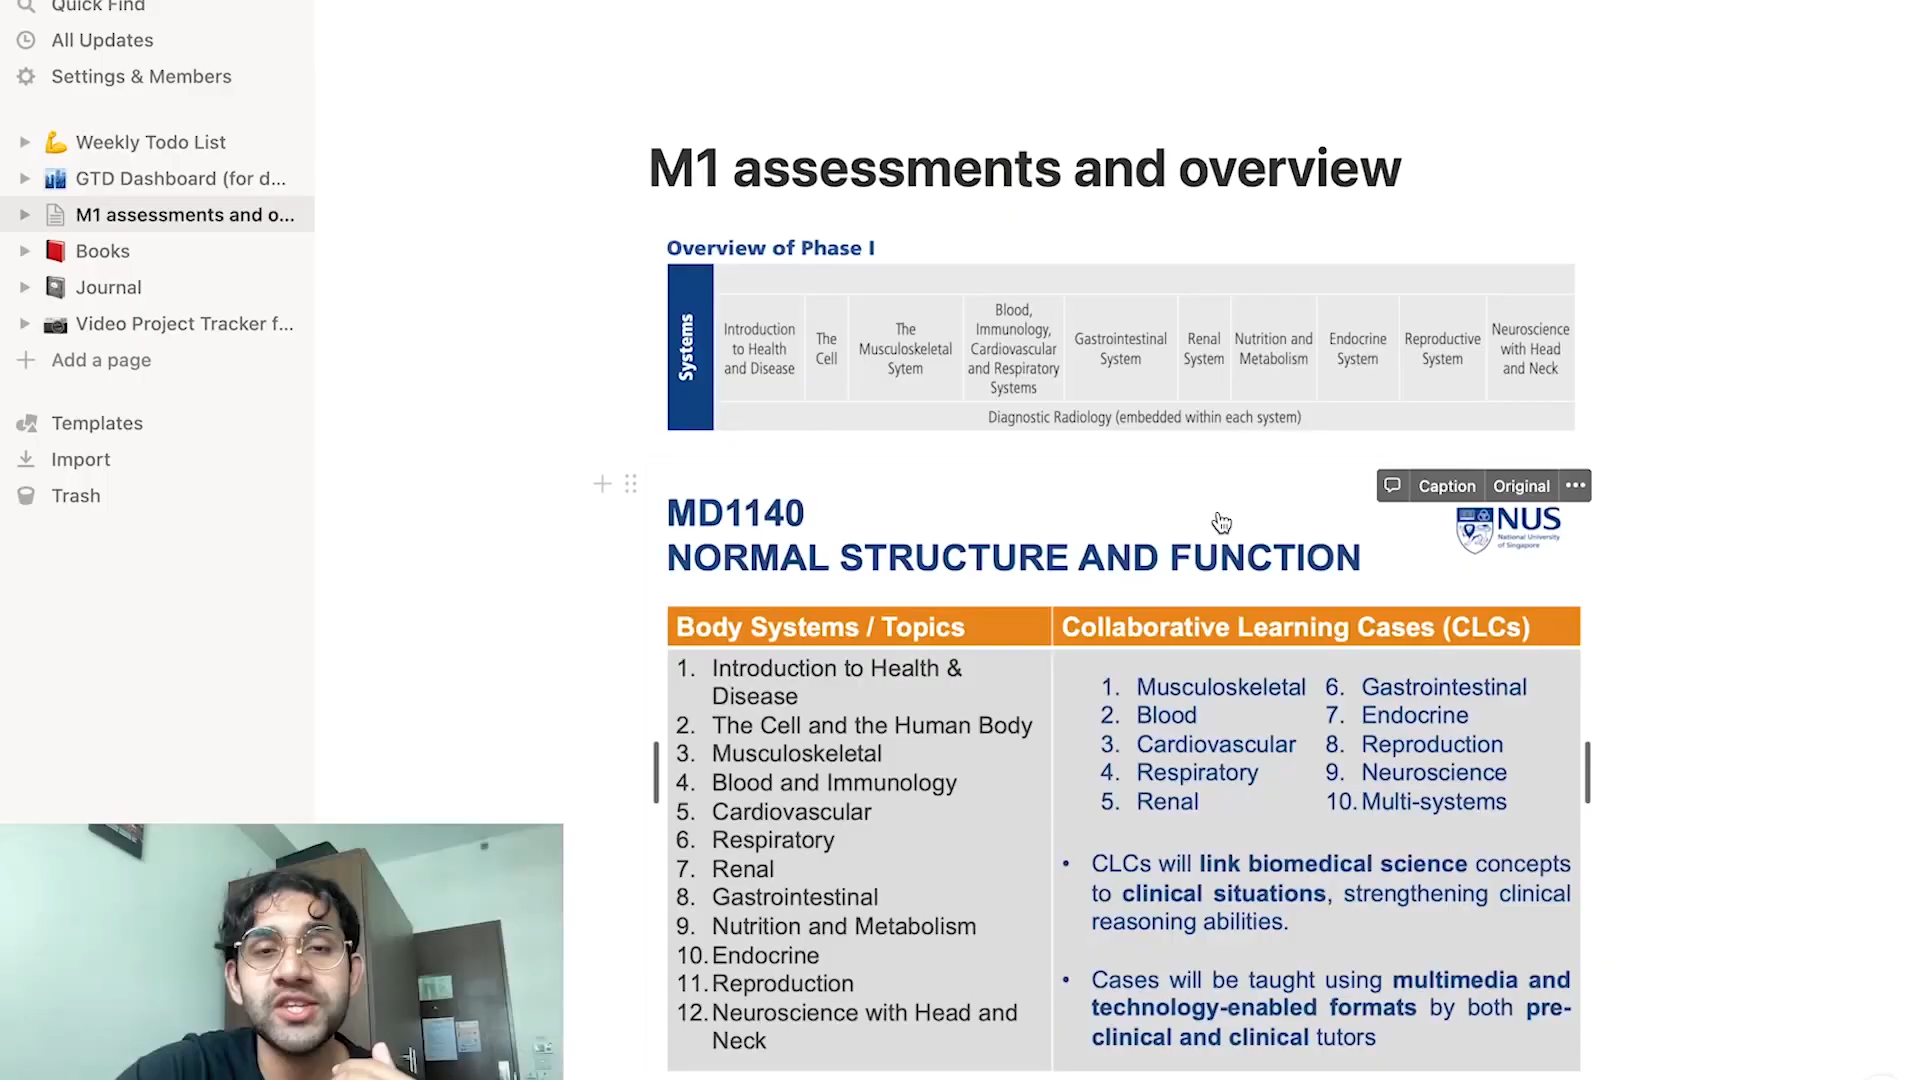 Quick Find
All Updates
Settings & Members
Weekly Todo List
GTD Dashboard (for d...
M1 assessments and o...
Books
Journal
Video Project Tracker f...
Add a page
Templates
Import
Trash
M1 assessments and overview
Overview of Phase I
Systems
Introduction
to Health
and Disease
The
Cell
The
Musculoskeletal
Sytem
Blood,
Immunology,
Cardiovascular
and Respiratory
Systems
Gastrointestinal
System
Renal
System
Nutrition and
Metabolism
Endocrine
System
Reproductive
System
Neuroscience
with Head
and Neck
Diagnostic Radiology (embedded within each system)
Caption
Original
MD1140
NORMAL STRUCTURE AND FUNCTION
NUS
National University
of Singapore
Body Systems / Topics
1. Introduction to Health &
Disease
2. The Cell and the Human Body
3. Musculoskeletal
4. Blood and Immunology
5. Cardiovascular
6. Respiratory
7. Renal
8. Gastrointestinal
9. Nutrition and Metabolism
10. Endocrine
11. Reproduction
12. Neuroscience with Head and
Neck
Collaborative Learning Cases (CLCs)
1. Musculoskeletal
2. Blood
3. Cardiovascular
4. Respiratory
5. Renal
6. Gastrointestinal
7. Endocrine
8. Reproduction
9. Neuroscience
10. Multi-systems
• CLCs will link biomedical science concepts
to clinical situations, strengthening clinical
reasoning abilities.
• Cases will be taught using multimedia and
technology-enabled formats by both pre-
clinical and clinical tutors